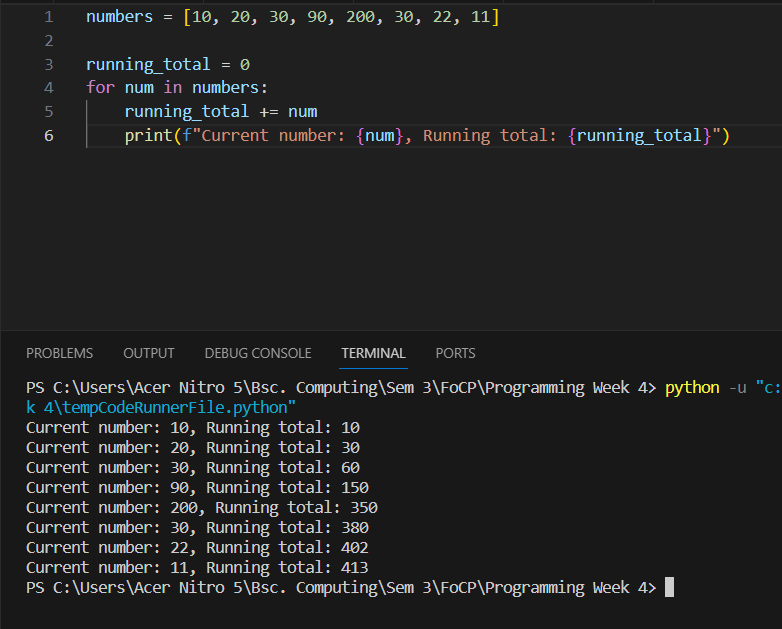 1 numbers = [10, 20, 30, 90, 200, 30, 22, 11]
2
3 running_total = 0
4 for num in numbers:
5     running_total += num
6     print(f"Current number: {num}, Running total: {running_total}")
PROBLEMS OUTPUT DEBUG CONSOLE TERMINAL PORTS
PS C:\Users\Acer Nitro 5\Bsc. Computing\Sem 3\FoCP\Programming Week 4> python -u "c:
k 4\tempCodeRunnerFile.python"
Current number: 10, Running total: 10
Current number: 20, Running total: 30
Current number: 30, Running total: 60
Current number: 90, Running total: 150
Current number: 200, Running total: 350
Current number: 30, Running total: 380
Current number: 22, Running total: 402
Current number: 11, Running total: 413
PS C:\Users\Acer Nitro 5\Bsc. Computing\Sem 3\FoCP\Programming Week 4>